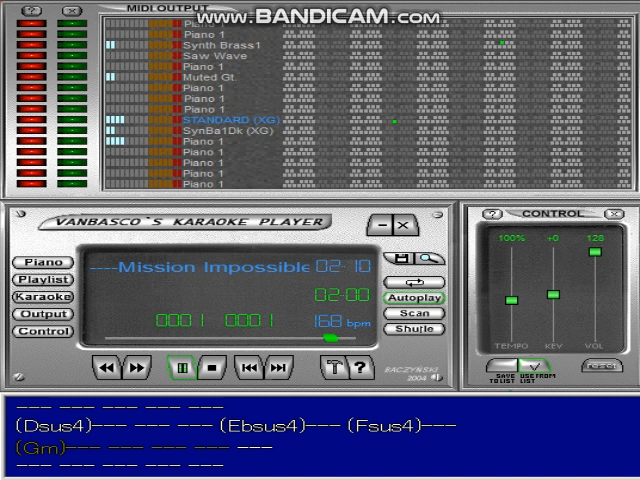 WWW.BANDICAM.COM
MIDI OUTPUT
Piano 1
Piano 1
Synth Brass1
Saw Wave
Piano 1
Muted Gt.
Piano 1
Piano 1
Piano 1
STANDARD (XG)
SynBa1Dk (XG)
Piano 1
Piano 1
Piano 1
Piano 1
Piano 1
VANBASCO`S KARAOKE PLAYER
CONTROL
Piano
Playlist
Karaoke
Output
Control
----Mission Impossible 02-10
02:00
0001 0001 168 bpm
Autoplay
Scan
Shufle
BACZYŃSKI
2004
100% +0 128
TEMPO KEY VOL
SAVE TO LIST
USE FROM LIST
reset
--- --- --- --- ---
(Dsus4)--- --- --- (Ebsus4)--- (Fsus4)---
(Gm)--- --- --- --- ---
--- --- --- --- ---